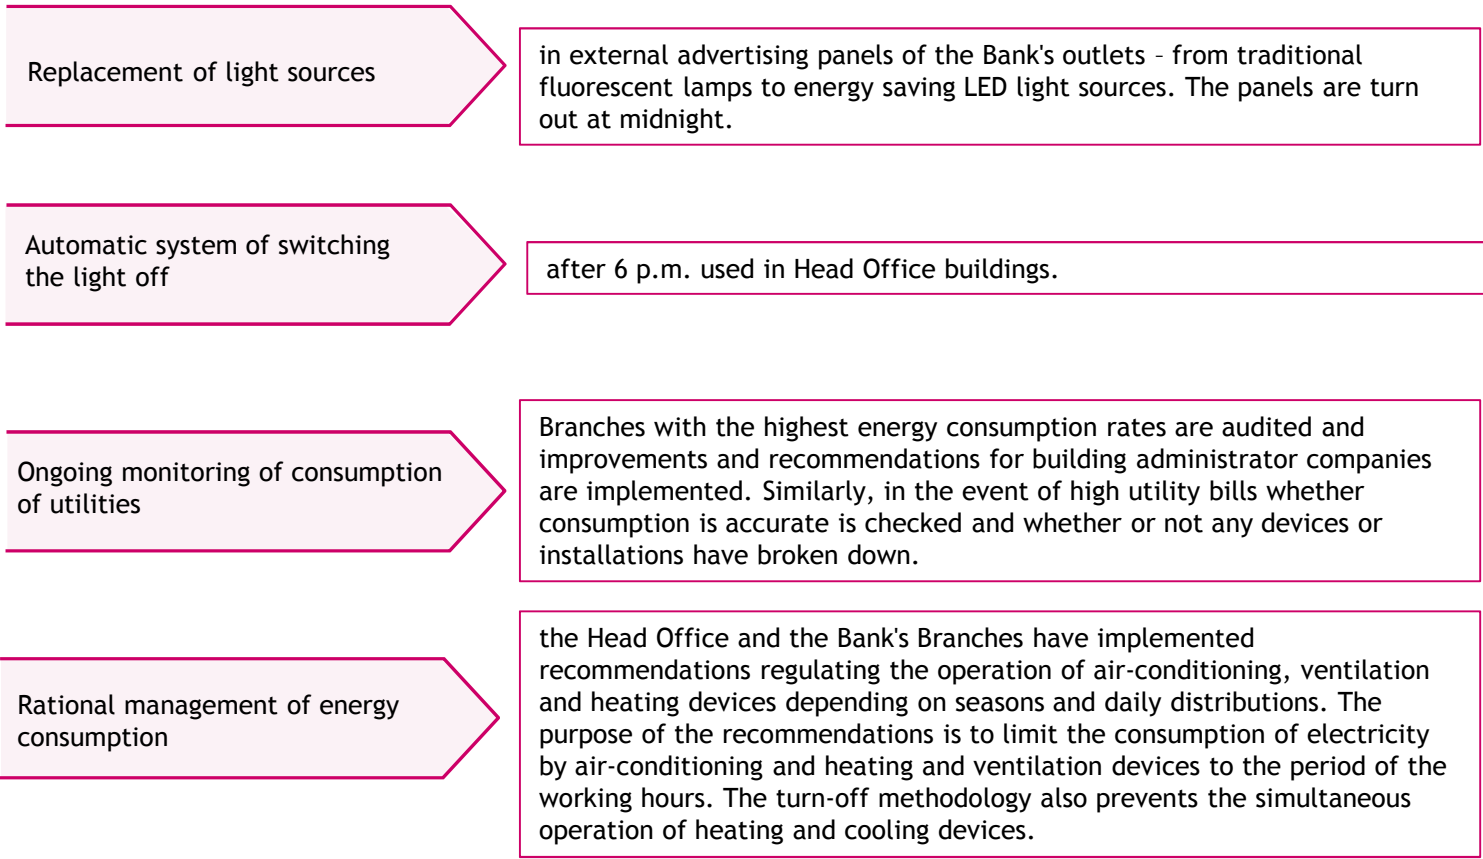 Replacement of light sources
in external advertising panels of the Bank's outlets – from traditional
fluorescent lamps to energy saving LED light sources. The panels are turn
out at midnight.
Automatic system of switching
the light off
after 6 p.m. used in Head Office buildings.
Ongoing monitoring of consumption
of utilities
Branches with the highest energy consumption rates are audited and
improvements and recommendations for building administrator companies
are implemented. Similarly, in the event of high utility bills whether
consumption is accurate is checked and whether or not any devices or
installations have broken down.
Rational management of energy
consumption
the Head Office and the Bank's Branches have implemented
recommendations regulating the operation of air-conditioning, ventilation
and heating devices depending on seasons and daily distributions. The
purpose of the recommendations is to limit the consumption of electricity
by air-conditioning and heating and ventilation devices to the period of the
working hours. The turn-off methodology also prevents the simultaneous
operation of heating and cooling devices.